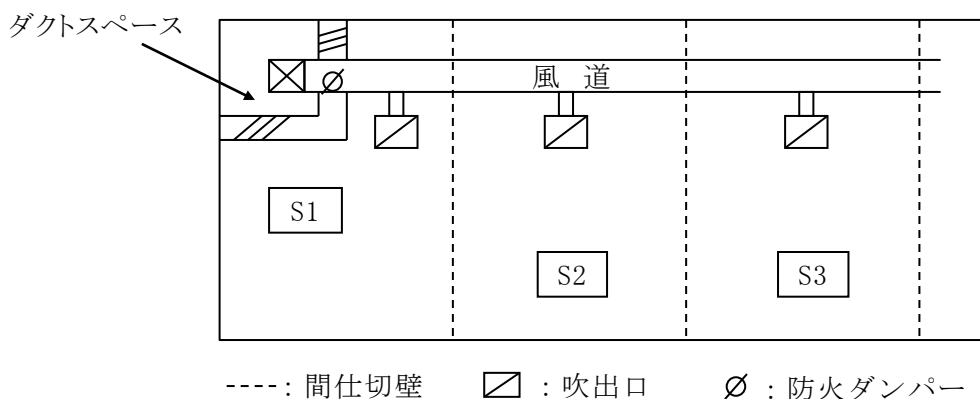 ダクトスペース
風 道
S1
S2
S3
----：間仕切壁 ：吹出口 ：防火ダンパー